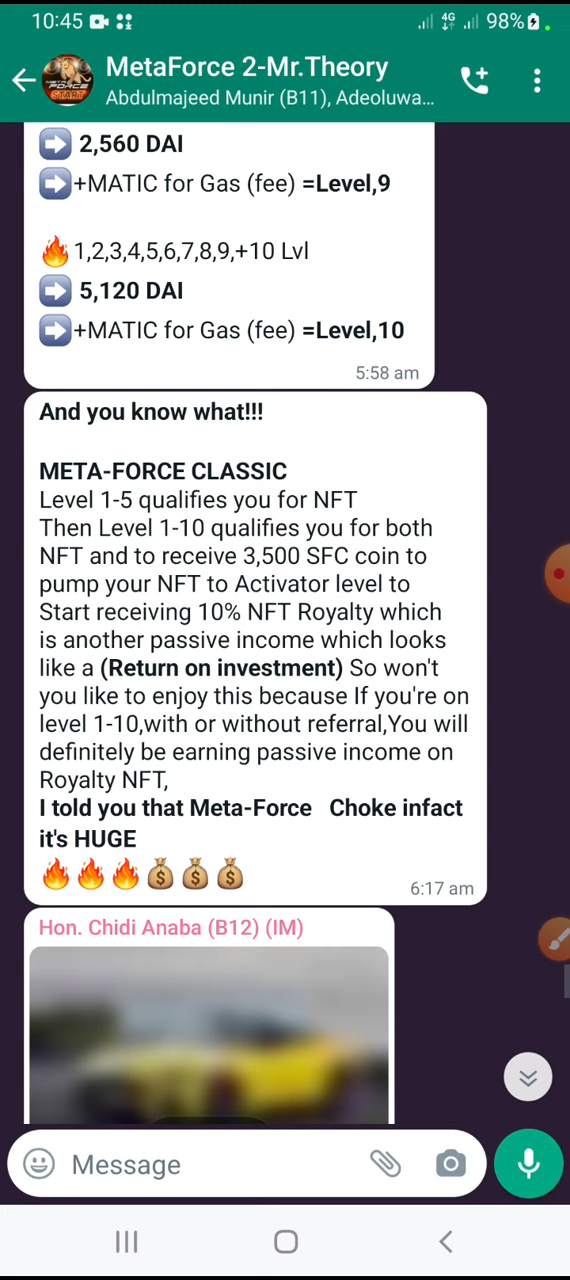 10:45
4G
98%
MetaForce 2-Mr.Theory
Abdulmajeed Munir (B11), Adeoluwa...
META
FORCE
START
➡️ 2,560 DAI
➡️+MATIC for Gas (fee) =Level,9
🔥1,2,3,4,5,6,7,8,9,+10 Lvl
➡️ 5,120 DAI
➡️+MATIC for Gas (fee) =Level,10
5:58 am
And you know what!!!
META-FORCE CLASSIC
Level 1-5 qualifies you for NFT
Then Level 1-10 qualifies you for both
NFT and to receive 3,500 SFC coin to
pump your NFT to Activator level to
Start receiving 10% NFT Royalty which
is another passive income which looks
like a (Return on investment) So won't
you like to enjoy this because If you're on
level 1-10,with or without referral,You will
definitely be earning passive income on
Royalty NFT,
I told you that Meta-Force Choke infact
it's HUGE
🔥🔥🔥💰💰💰
6:17 am
Hon. Chidi Anaba (B12) (IM)
Message